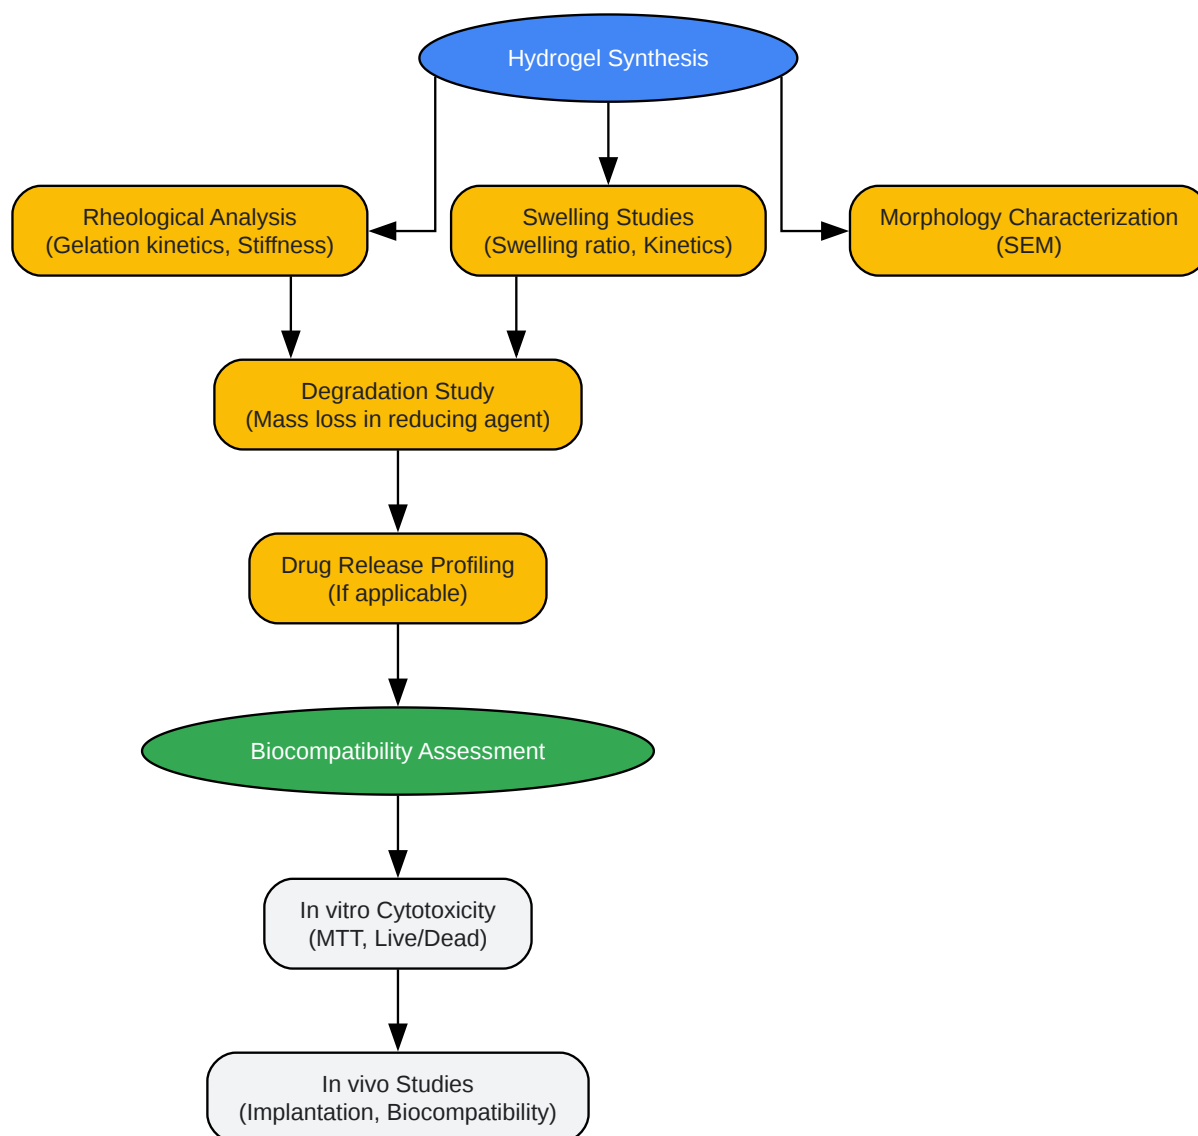 Hydrogel Synthesis
Rheological Analysis
(Gelation kinetics, Stiffness)
Swelling Studies
(Swelling ratio, Kinetics)
Morphology Characterization
(SEM)
Degradation Study
(Mass loss in reducing agent)
Drug Release Profiling
(If applicable)
Biocompatibility Assessment
In vitro Cytotoxicity
(MTT, Live/Dead)
In vivo Studies
(Implantation, Biocompatibility)